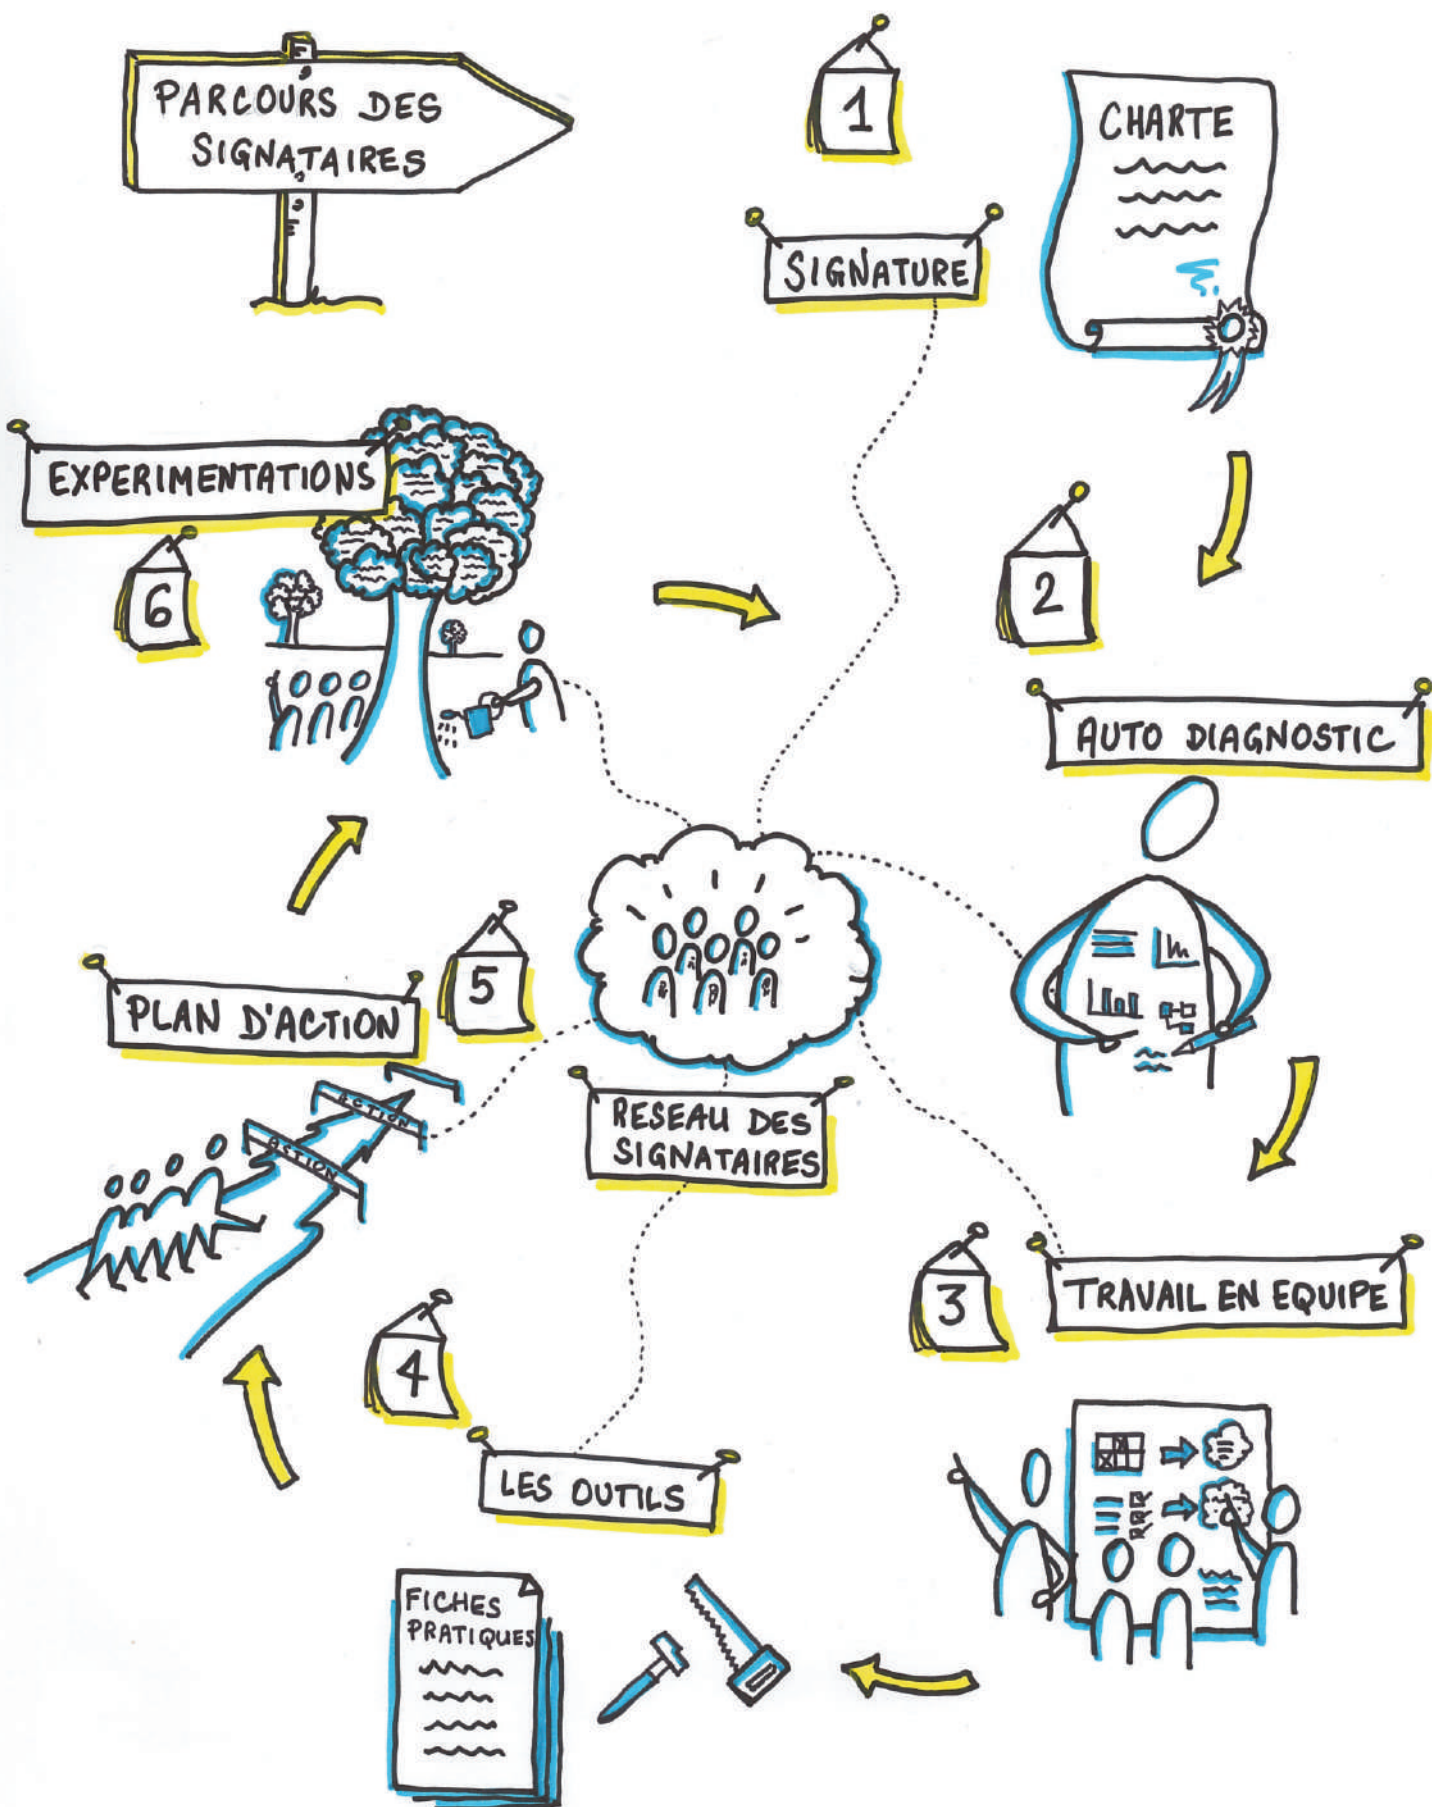 PARCOURS DES
SIGNATAIRES
1
CHARTE
SIGNATURE
2
AUTO DIAGNOSTIC
3
TRAVAIL EN EQUIPE
4
LES OUTILS
FICHES
PRATIQUES
5
PLAN D'ACTION
ACTION
ACTION
6
EXPERIMENTATIONS
RESEAU DES
SIGNATAIRES